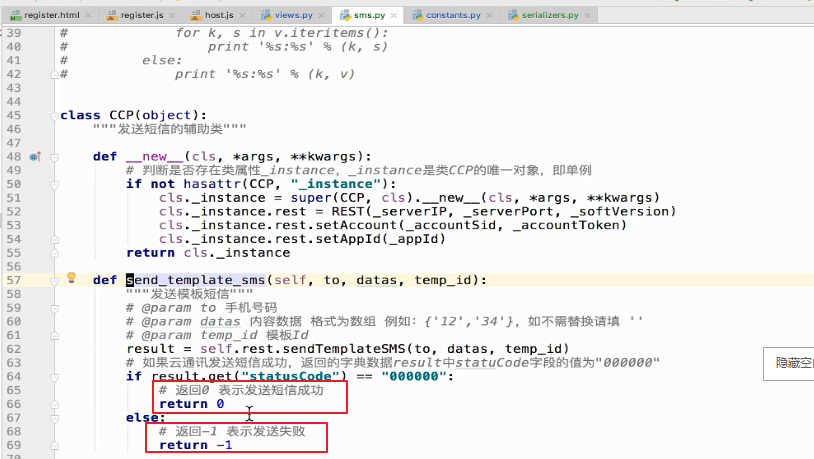 register.html register.js host.js views.py sms.py constants.py serializers.py
39 # for k, s in v.iteritems():
40 # print '%s:%s' % (k, s)
41 # else:
42 # print '%s:%s' % (k, v)
43
44
45 class CCP(object):
46 """发送短信的辅助类"""
47
48 def __new__(cls, *args, **kwargs):
49 # 判断是否存在类属性_instance，_instance是类CCP的唯一对象，即单例
50 if not hasattr(CCP, "_instance"):
51 cls._instance = super(CCP, cls).__new__(cls, *args, **kwargs)
52 cls._instance.rest = REST(_serverIP, _serverPort, _softVersion)
53 cls._instance.rest.setAccount(_accountSid, _accountToken)
54 cls._instance.rest.setAppId(_appId)
55 return cls._instance
56
57 def send_template_sms(self, to, datas, temp_id):
58 """发送模板短信"""
59 # @param to 手机号码
60 # @param datas 内容数据 格式为数组 例如：{'12','34'}，如不需替换请填 ''
61 # @param temp_id 模板Id
62 result = self.rest.sendTemplateSMS(to, datas, temp_id)
63 # 如果云通讯发送短信成功，返回的字典数据result中statuCode字段的值为"000000"
64 if result.get("statusCode") == "000000":
65 # 返回0 表示发送短信成功
66 return 0
67 else:
68 # 返回-1 表示发送失败
69 return -1
70
隐藏空